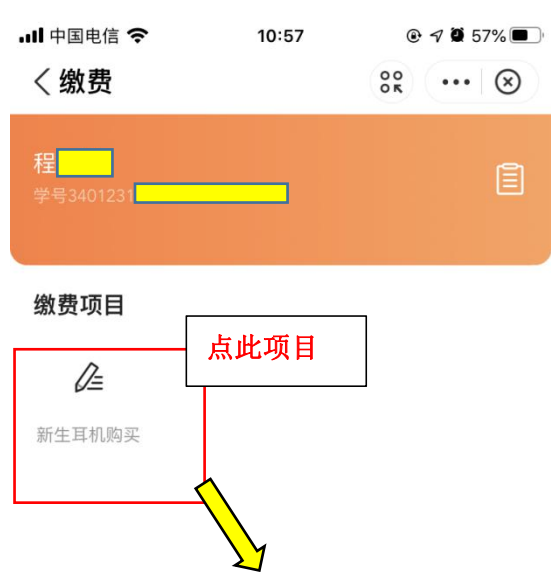 中国电信 10:57 57%
缴费
程
学号3401231
缴费项目
点此项目
新生耳机购买